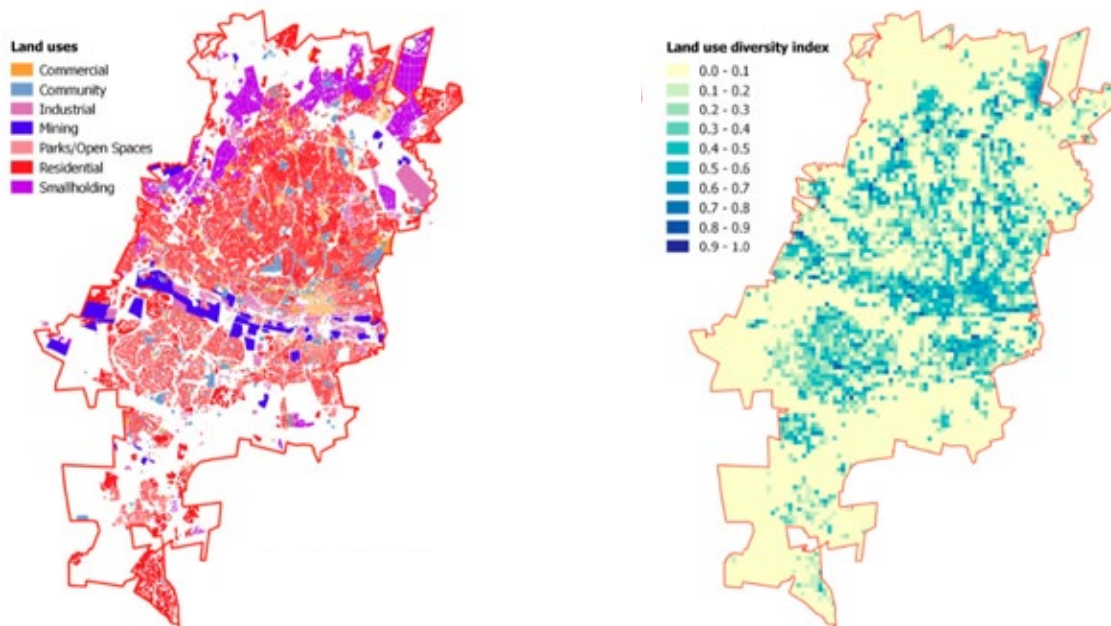 Land uses
Commercial
Community
Industrial
Mining
Parks/Open Spaces
Residential
Smallholding
Land use diversity index
0.0 - 0.1
0.1 - 0.2
0.2 - 0.3
0.3 - 0.4
0.4 - 0.5
0.5 - 0.6
0.6 - 0.7
0.7 - 0.8
0.8 - 0.9
0.9 - 1.0